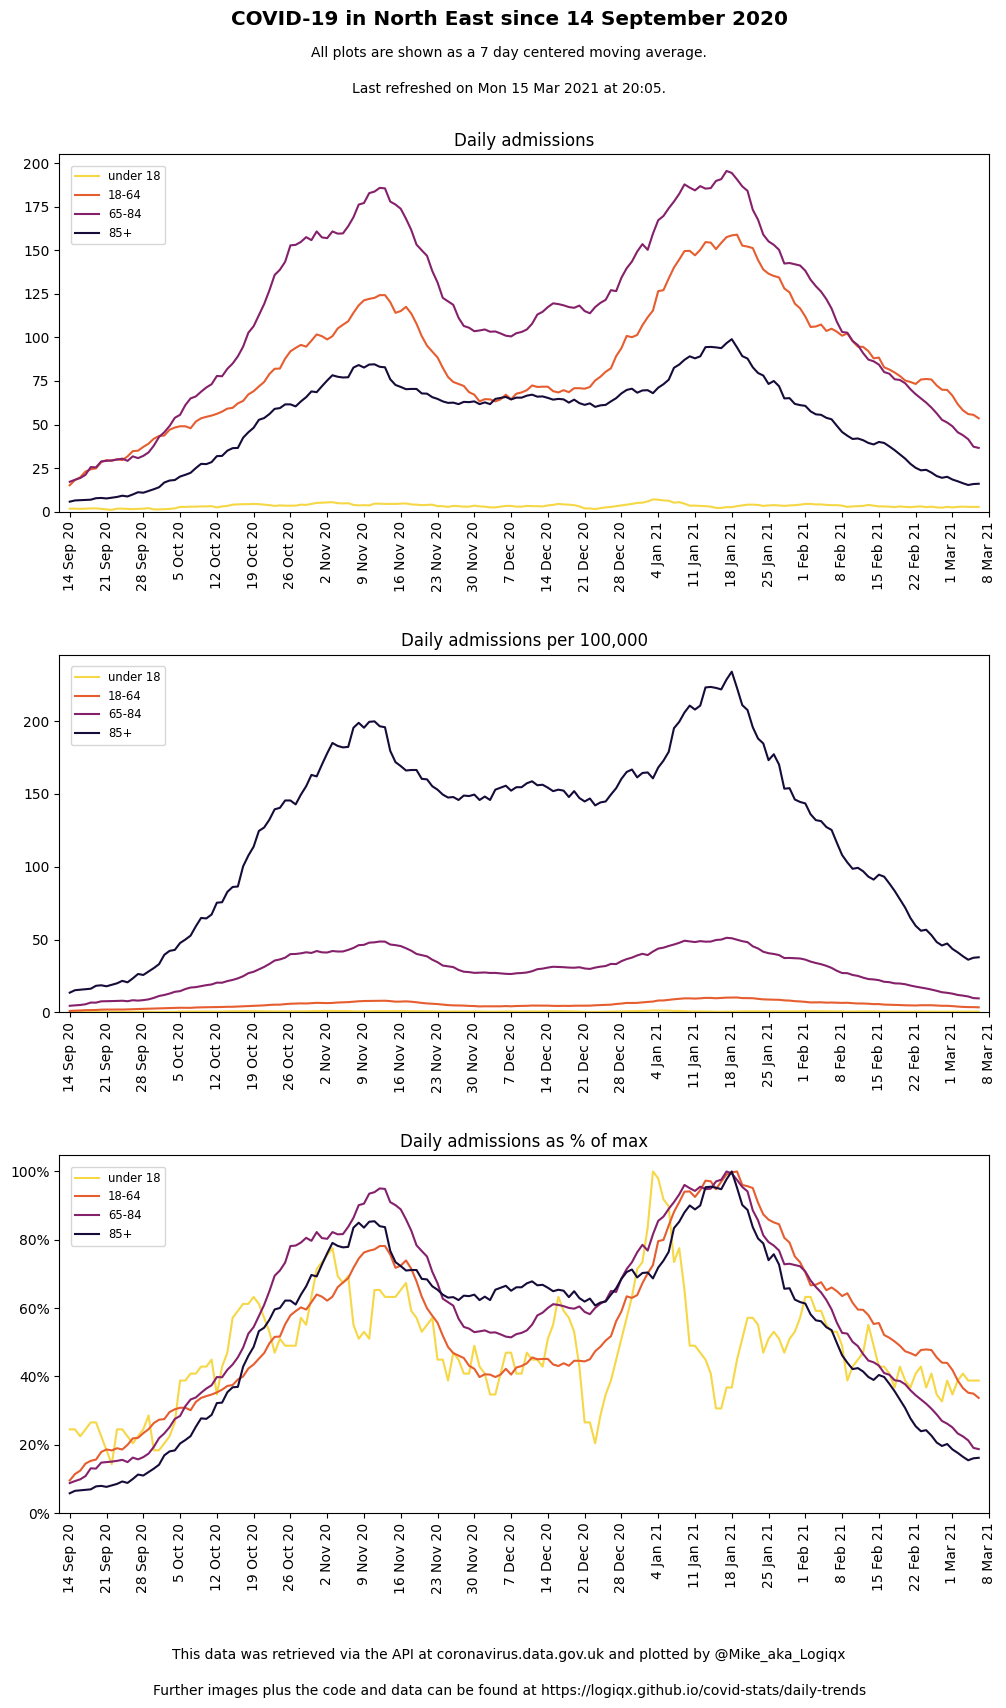 COVID-19 in North East since 14 September 2020
All plots are shown as a 7 day centered moving average.
Last refreshed on Mon 15 Mar 2021 at 20:05.
Daily admissions
200
175
150
125
100
75
50
25
0
under 18
18-64
65-84
85+
14 Sep 20
21 Sep 20
28 Sep 20
5 Oct 20
12 Oct 20
19 Oct 20
26 Oct 20
2 Nov 20
9 Nov 20
16 Nov 20
23 Nov 20
30 Nov 20
7 Dec 20
14 Dec 20
21 Dec 20
28 Dec 20
4 Jan 21
11 Jan 21
18 Jan 21
25 Jan 21
1 Feb 21
8 Feb 21
15 Feb 21
22 Feb 21
1 Mar 21
8 Mar 21
Daily admissions per 100,000
200
150
100
50
0
under 18
18-64
65-84
85+
14 Sep 20
21 Sep 20
28 Sep 20
5 Oct 20
12 Oct 20
19 Oct 20
26 Oct 20
2 Nov 20
9 Nov 20
16 Nov 20
23 Nov 20
30 Nov 20
7 Dec 20
14 Dec 20
21 Dec 20
28 Dec 20
4 Jan 21
11 Jan 21
18 Jan 21
25 Jan 21
1 Feb 21
8 Feb 21
15 Feb 21
22 Feb 21
1 Mar 21
8 Mar 21
Daily admissions as % of max
100%
80%
60%
40%
20%
0%
under 18
18-64
65-84
85+
14 Sep 20
21 Sep 20
28 Sep 20
5 Oct 20
12 Oct 20
19 Oct 20
26 Oct 20
2 Nov 20
9 Nov 20
16 Nov 20
23 Nov 20
30 Nov 20
7 Dec 20
14 Dec 20
21 Dec 20
28 Dec 20
4 Jan 21
11 Jan 21
18 Jan 21
25 Jan 21
1 Feb 21
8 Feb 21
15 Feb 21
22 Feb 21
1 Mar 21
8 Mar 21
This data was retrieved via the API at coronavirus.data.gov.uk and plotted by @Mike_aka_Logiqx
Further images plus the code and data can be found at https://logiqx.github.io/covid-stats/daily-trends